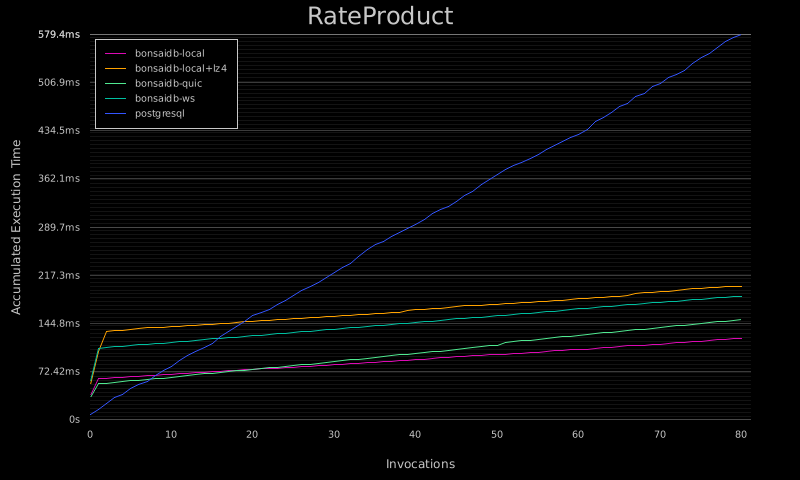 RateProduct
579.4ms
506.9ms
434.5ms
362.1ms
289.7ms
217.3ms
144.8ms
72.42ms
0s
bonsaidb-local
bonsaidb-local+lz4
bonsaidb-quic
bonsaidb-ws
postgresql
Accumulated Execution Time
0 10 20 30 40 50 60 70 80
Invocations